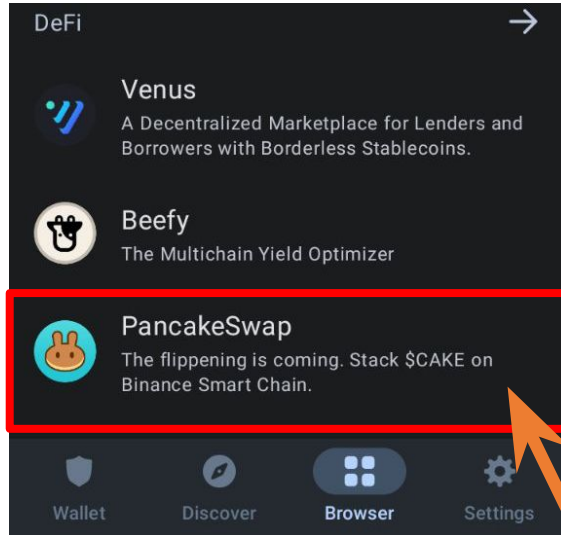 DeFi
Venus
A Decentralized Marketplace for Lenders and
Borrowers with Borderless Stablecoins.
Beefy
The Multichain Yield Optimizer
PancakeSwap
The flippening is coming. Stack $CAKE on
Binance Smart Chain.
Wallet Discover Browser Settings